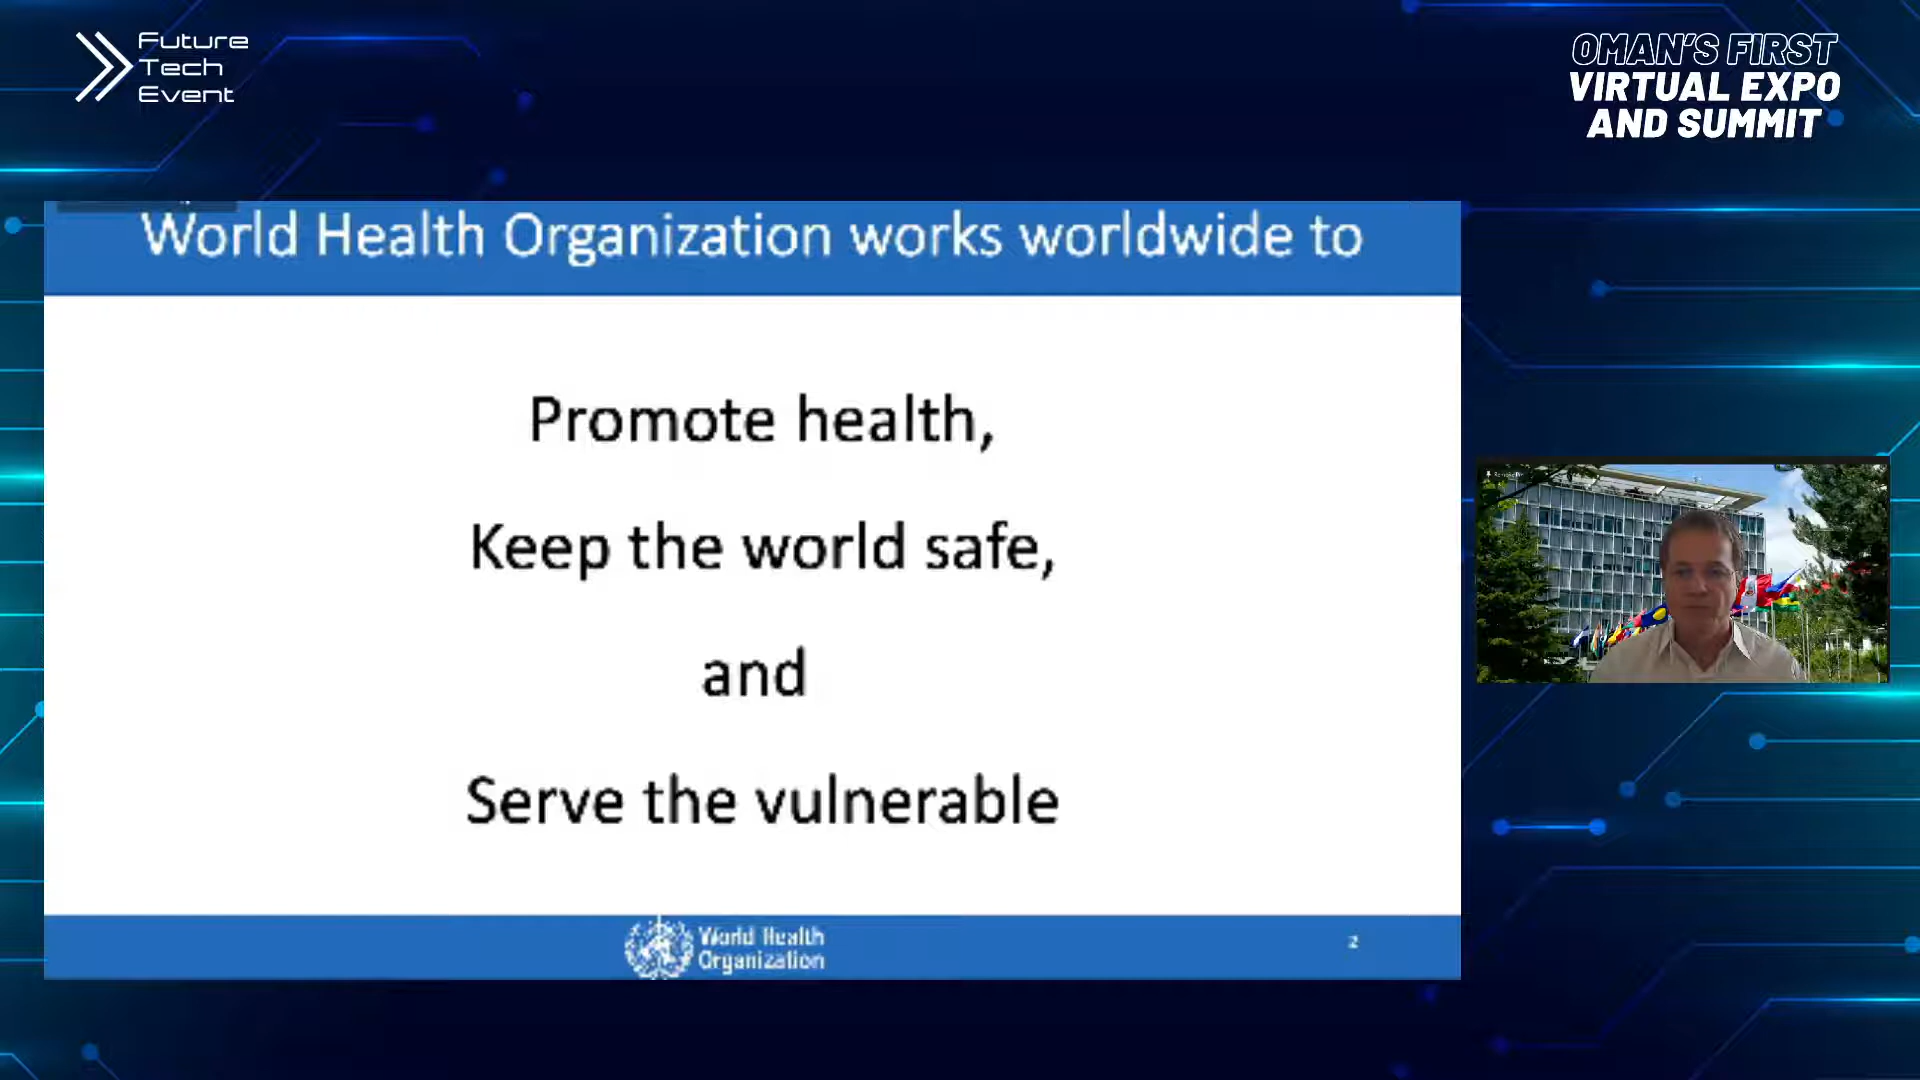 Future
Tech
Event
OMAN'S FIRST
VIRTUAL EXPO
AND SUMMIT
World Health Organization works worldwide to
Promote health,
Keep the world safe,
and
Serve the vulnerable
World Health
Organization
2